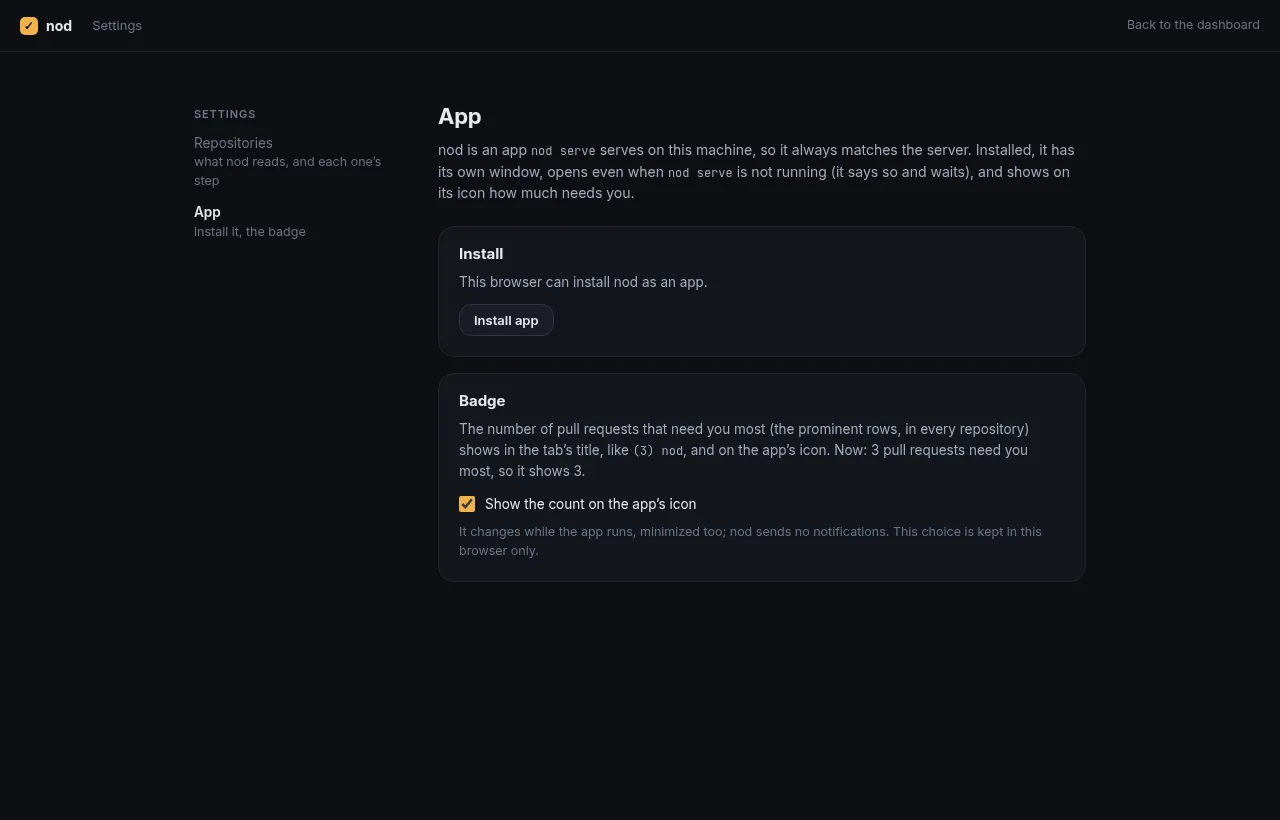 ✓ nod Settings Back to the dashboard
SETTINGS
Repositories
what nod reads, and each one’s
step
App
install it, the badge
App
nod is an app nod serve serves on this machine, so it always matches the server. Installed, it has
its own window, opens even when nod serve is not running (it says so and waits), and shows on
its icon how much needs you.
Install
This browser can install nod as an app.
Install app
Badge
The number of pull requests that need you most (the prominent rows, in every repository)
shows in the tab’s title, like (3) nod, and on the app’s icon. Now: 3 pull requests need you
most, so it shows 3.
Show the count on the app’s icon
It changes while the app runs, minimized too; nod sends no notifications. This choice is kept in this
browser only.